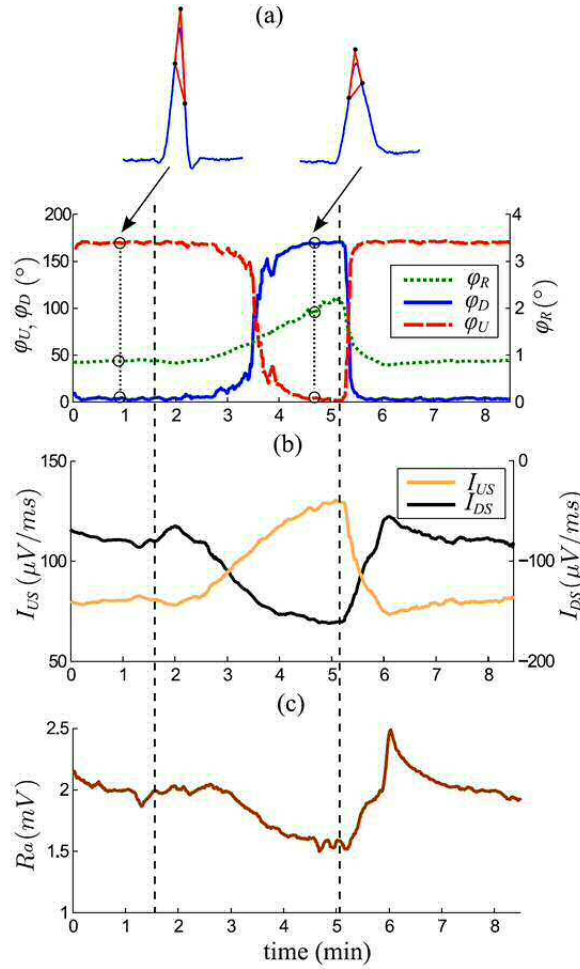 (a)
200
150
100
50
0
φU, φD (°)
4
3
2
1
0
φR(°)
φR
φD
φU
0 1 2 3 4 5 6 7 8
(b)
150
100
50
IUS(μV/ms)
0
−100
−200
IDS(μV/ms)
IUS
IDS
0 1 2 3 4 5 6 7 8
(c)
2.5
2
1.5
1
Ra(mV)
0 1 2 3 4 5 6 7 8
time (min)